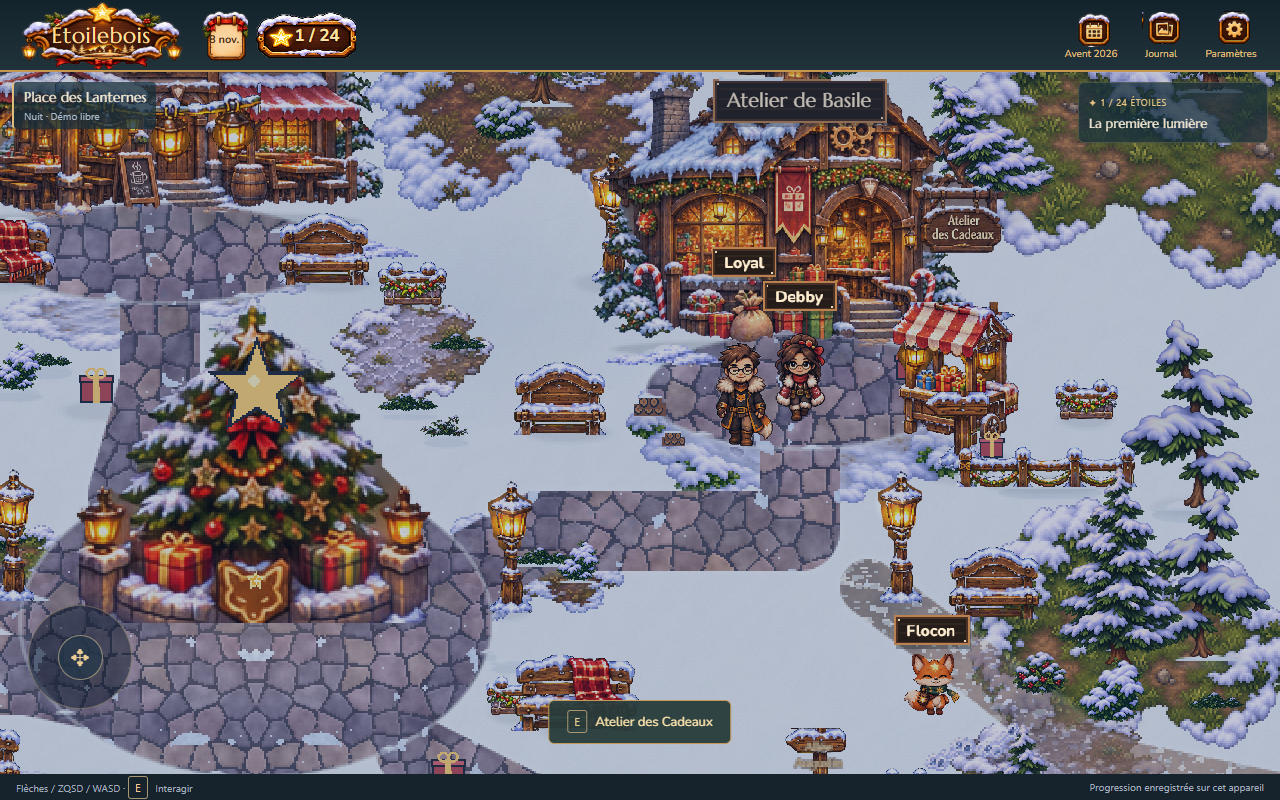 Étoilebois
8 nov.
1 / 24
Avent 2026
Journal
Paramètres
Place des Lanternes
Nuit · Démo libre
Atelier de Basile
✦ 1 / 24 ÉTOILES
La première lumière
Atelier
des Cadeaux
Loyal
Debby
Flocon
E Atelier des Cadeaux
Flèches / ZQSD / WASD · E Interagir
Progression enregistrée sur cet appareil